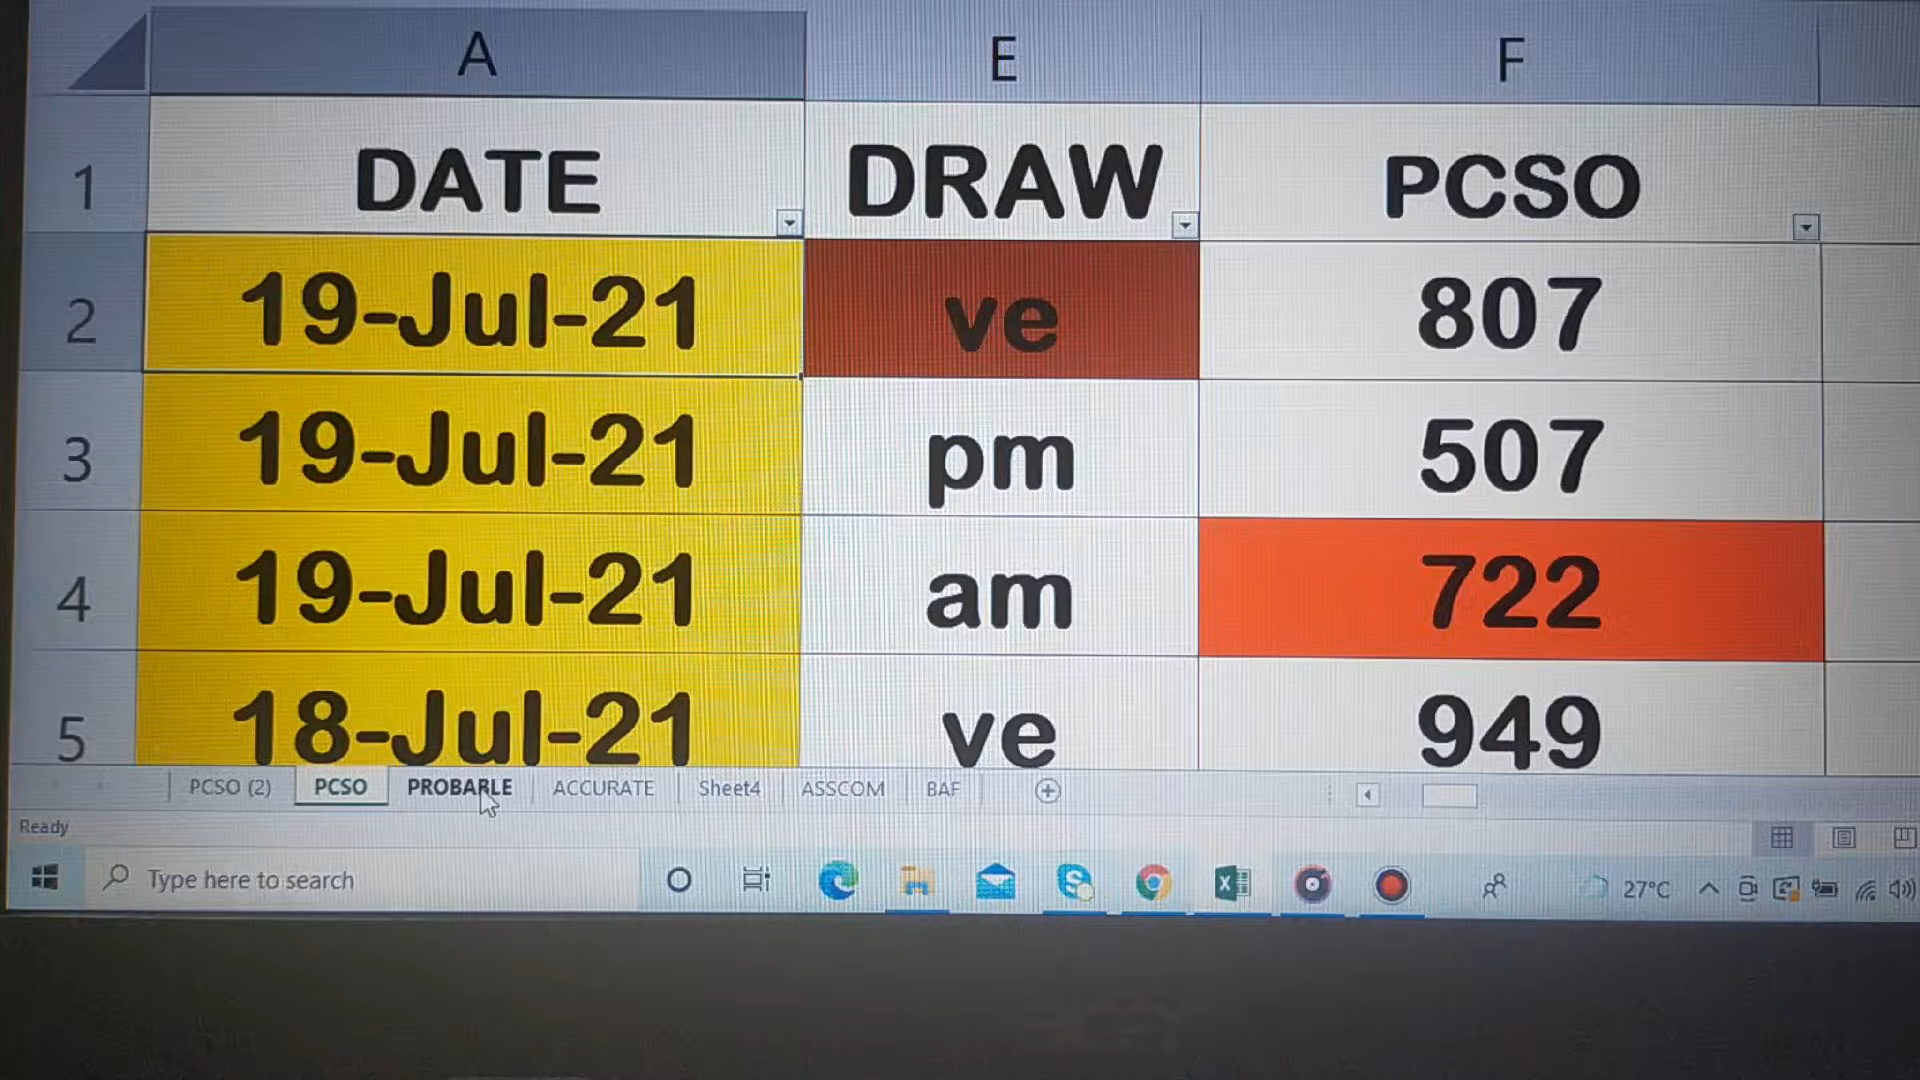 A E F
1 DATE DRAW PCSO
2 19-Jul-21 ve 807
3 19-Jul-21 pm 507
4 19-Jul-21 am 722
5 18-Jul-21 ve 949
PCSO (2) PCSO PROBABLE ACCURATE Sheet4 ASSCOM BAF
Ready
Type here to search 27°C